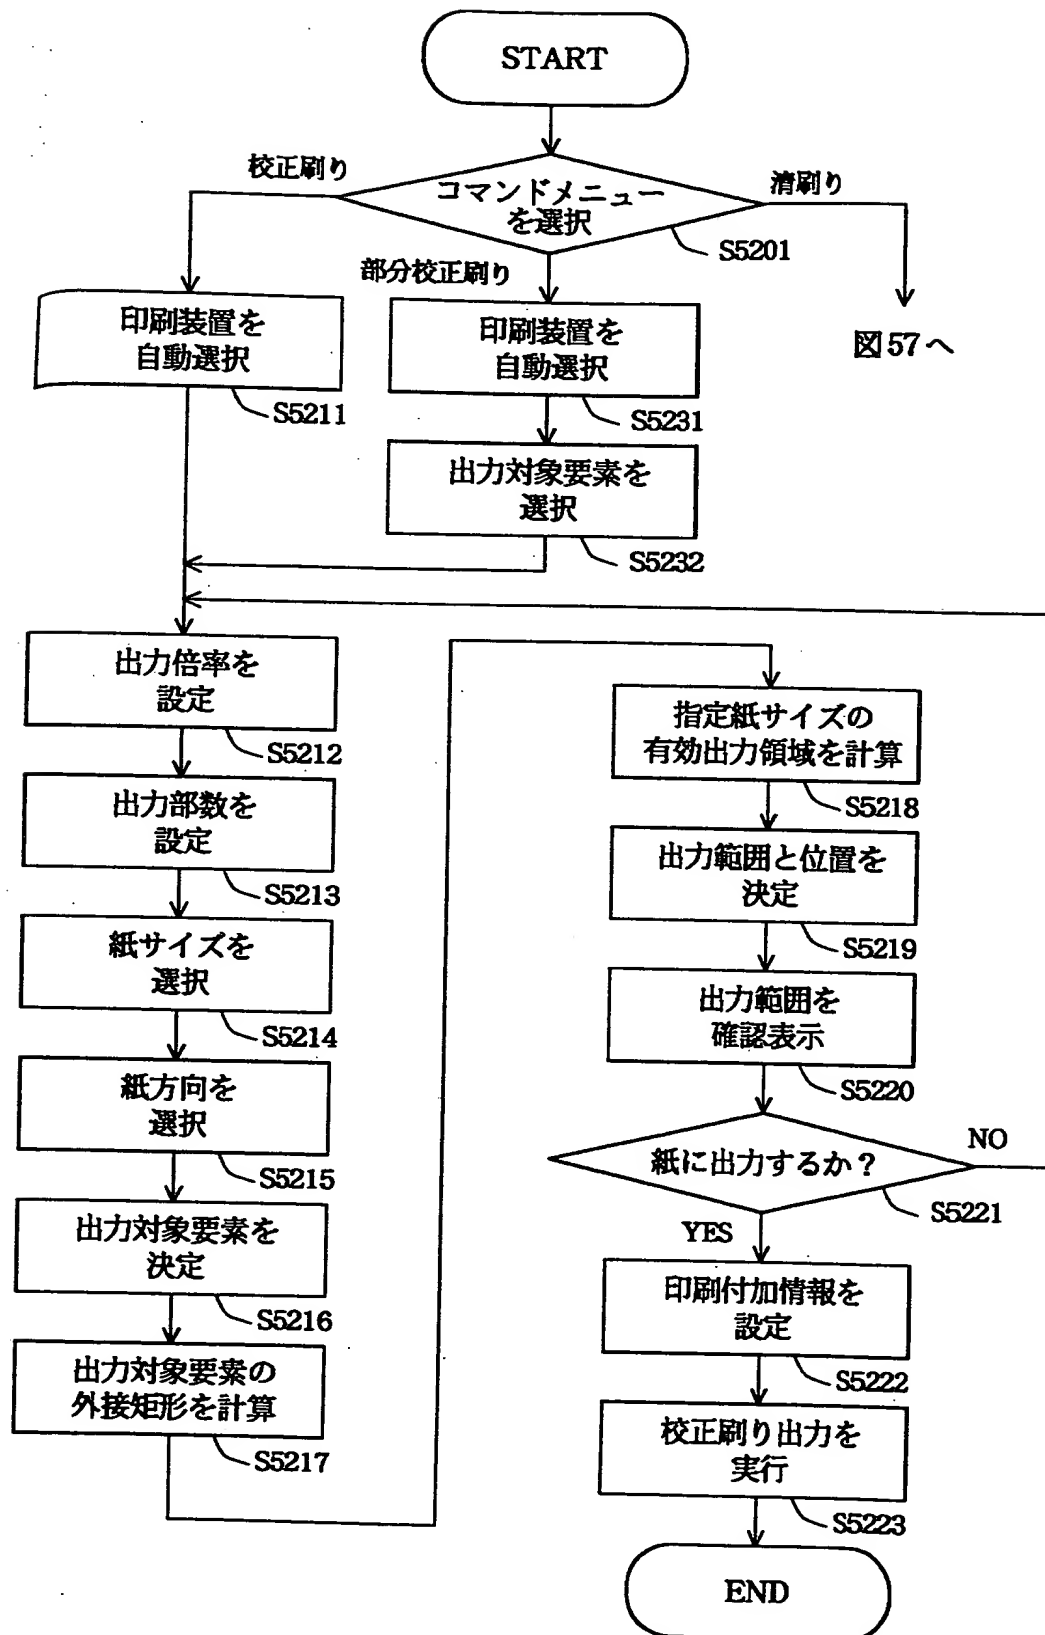 START
校正刷り
コマンドメニュー
を選択
清刷り
S5201
部分校正刷り
印刷装置を
自動選択
S5211
印刷装置を
自動選択
S5231
図57へ
出力対象要素を
選択
S5232
出力倍率を
設定
S5212
出力部数を
設定
S5213
紙サイズを
選択
S5214
紙方向を
選択
S5215
出力対象要素を
決定
S5216
出力対象要素の
外接矩形を計算
S5217
指定紙サイズの
有効出力領域を計算
S5218
出力範囲と位置を
決定
S5219
出力範囲を
確認表示
S5220
紙に出力するか？
NO
S5221
YES
印刷付加情報を
設定
S5222
校正刷り出力を
実行
S5223
END